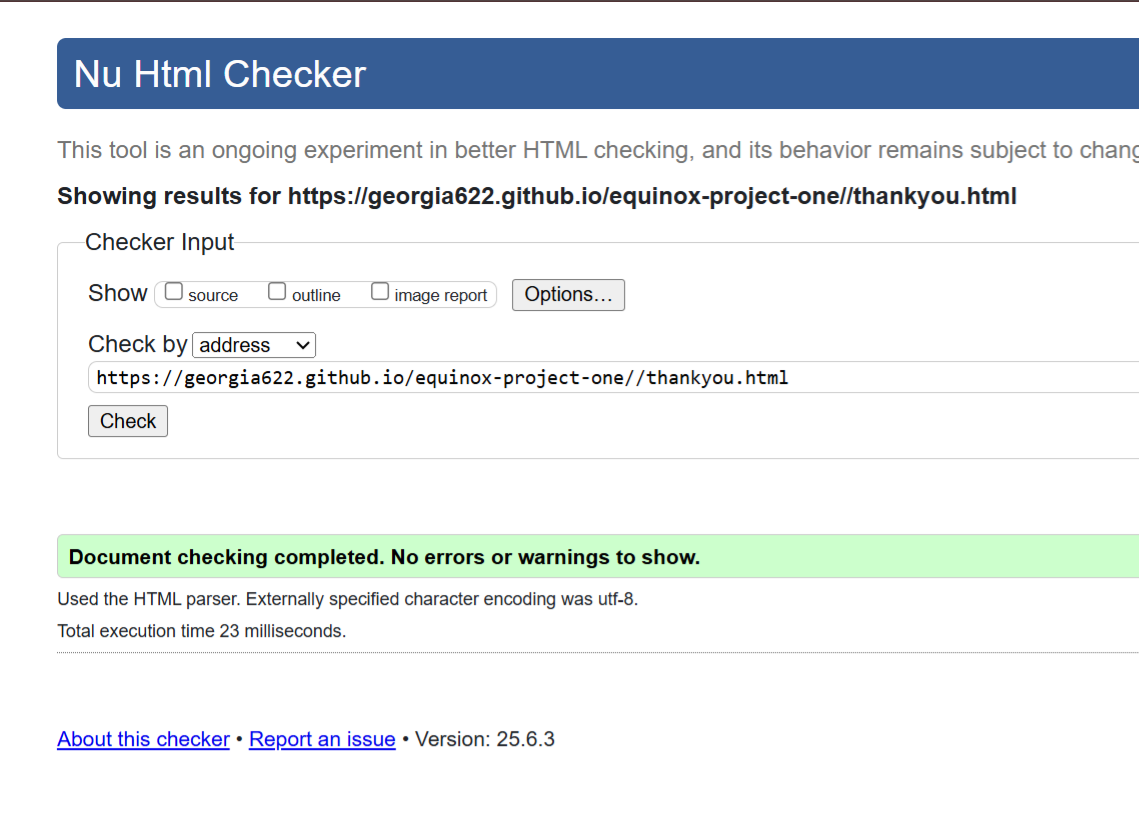 Nu Html Checker
This tool is an ongoing experiment in better HTML checking, and its behavior remains subject to chang
Showing results for https://georgia622.github.io/equinox-project-one//thankyou.html
Checker Input
Show source outline image report Options...
Check by address
https://georgia622.github.io/equinox-project-one//thankyou.html
Check
Document checking completed. No errors or warnings to show.
Used the HTML parser. Externally specified character encoding was utf-8.
Total execution time 23 milliseconds.
About this checker • Report an issue • Version: 25.6.3